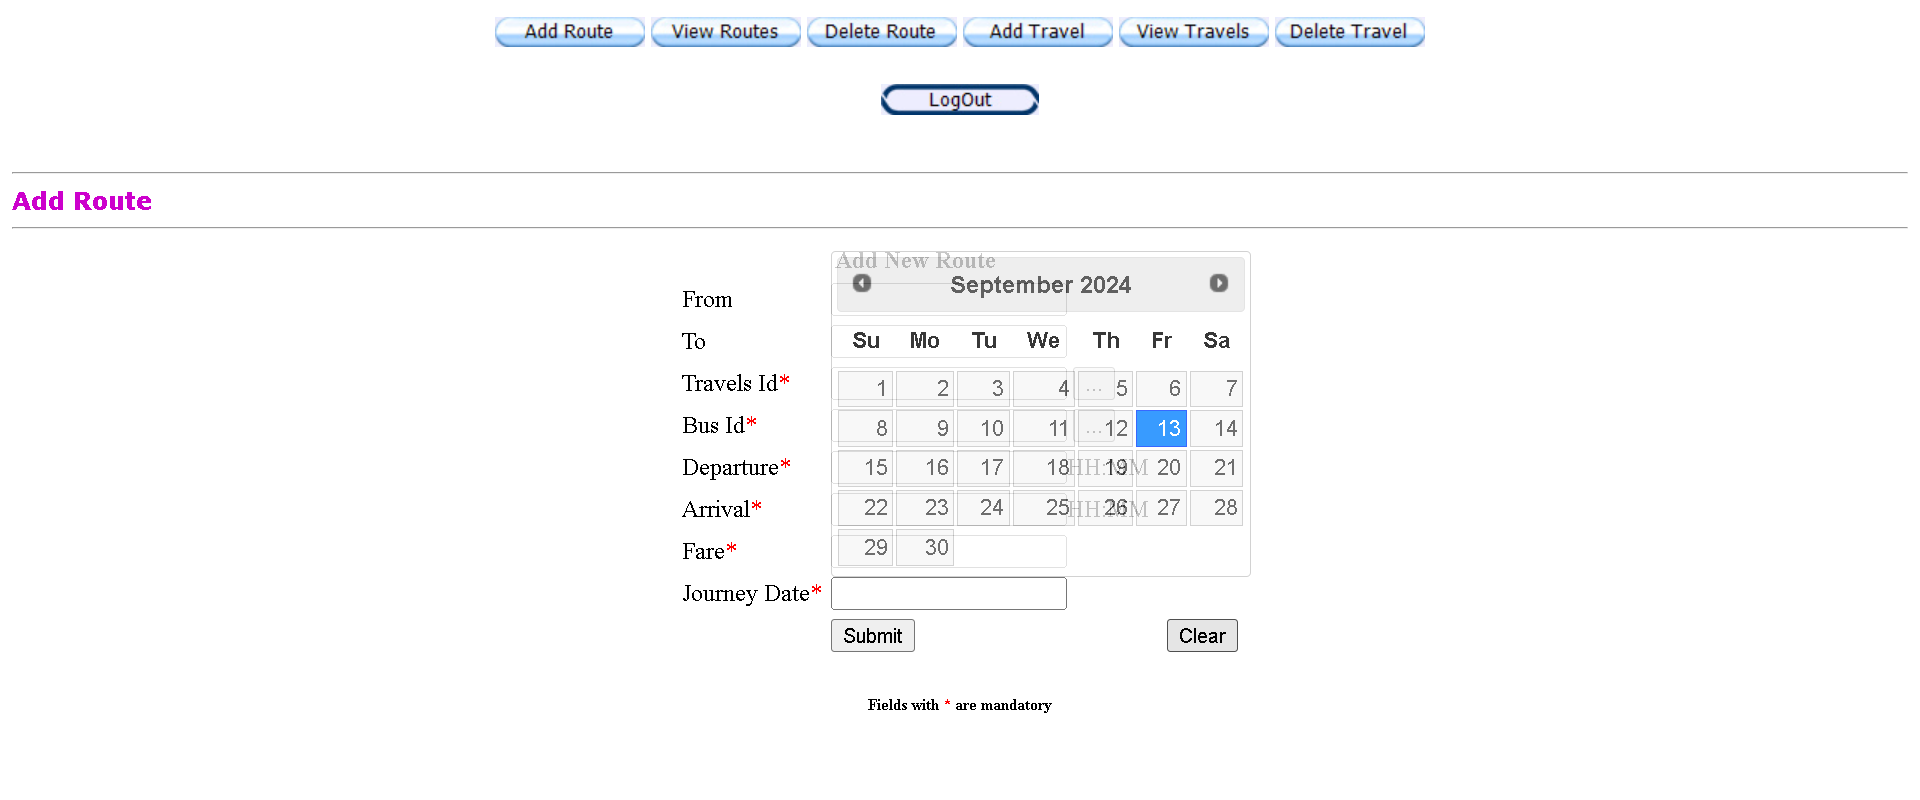 Add Route View Routes Delete Route Add Travel View Travels Delete Travel
LogOut
Add Route
Add New Route
September 2024
From
To
Su Mo Tu We Th Fr Sa
Travels Id*
1 2 3 4 ... 5 6 7
Bus Id*
8 9 10 11 ... 12 13 14
Departure*
15 16 17 18 19 20 21
HH:MM
Arrival*
22 23 24 25 26 27 28
HH:MM
Fare*
29 30
Journey Date*
Submit Clear
Fields with * are mandatory